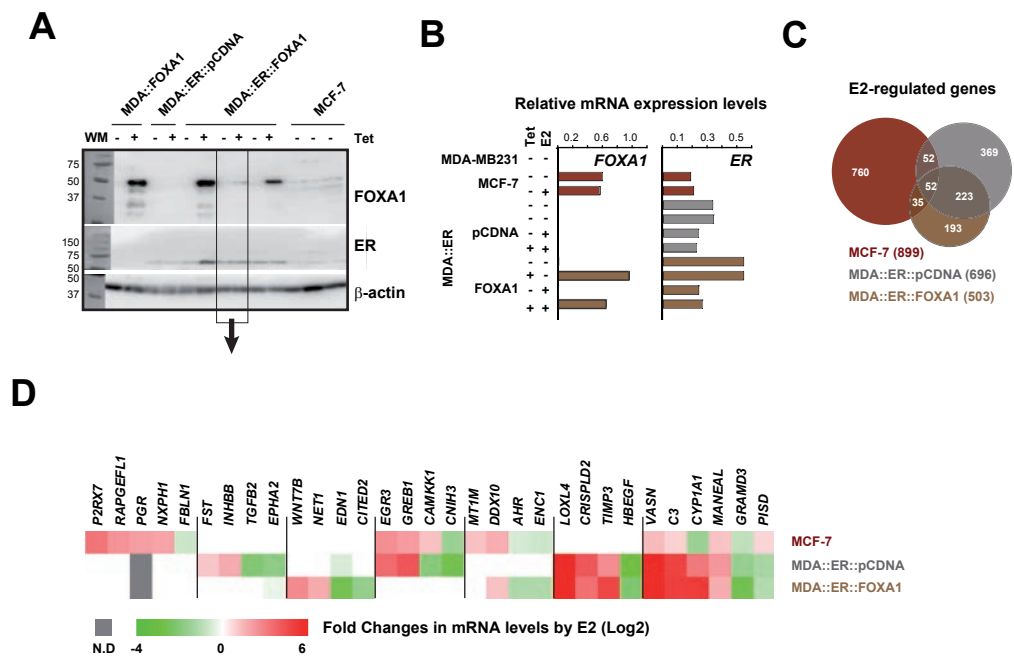 A
MDA::FOXA1
MDA::ER::pCDNA
MDA::ER::FOXA1
MCF-7
WM - + - + - + - + - + - - - Tet
75
50
37
FOXA1
150
75
50
ER
50
37
β-actin
B
Relative mRNA expression levels
Tet E2 0.2 0.6 1.0 0.1 0.3 0.5
MDA-MB231 - - FOXA1 ER
MCF-7 - -
- +
MDA::ER
pCDNA
- -
- -
- +
+ +
FOXA1
- -
+ -
- +
+ +
C
E2-regulated genes
760
52
369
52
223
35
193
MCF-7 (899)
MDA::ER::pCDNA (696)
MDA::ER::FOXA1 (503)
D
P2RX7
RAPGEFL1
PGR
NXPH1
FBLN1
FST
INHBB
TGFB2
EPHA2
WNT7B
NET1
EDN1
CITED2
EGR3
GREB1
CAMKK1
CNIH3
MT1M
DDX10
AHR
ENC1
LOXL4
CRISPLD2
TIMP3
HBEGF
VASN
C3
CYP1A1
MANEAL
GRAMD3
PISD
MCF-7
MDA::ER::pCDNA
MDA::ER::FOXA1
N.D -4 0 6
Fold Changes in mRNA levels by E2 (Log2)